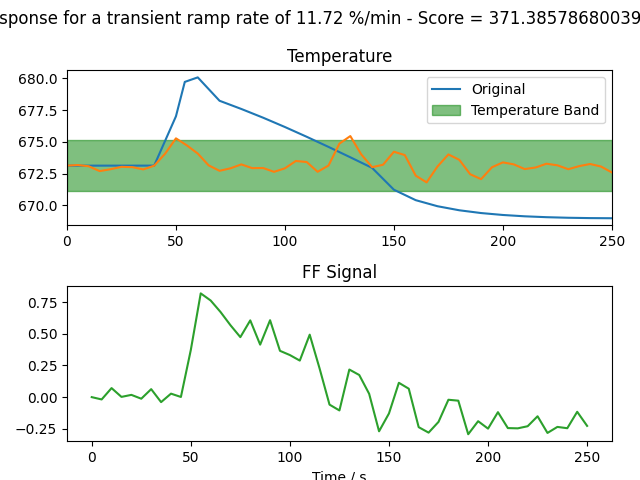 sponse for a transient ramp rate of 11.72 %/min - Score = 371.38578680039
Temperature
680.0
677.5
675.0
672.5
670.0
Original
Temperature Band
0 50 100 150 200 250
FF Signal
0.75
0.50
0.25
0.00
−0.25
0 50 100 150 200 250
Time / s